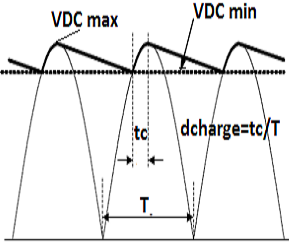 VDC max
VDC min
tc
dcharge=tc/T
T